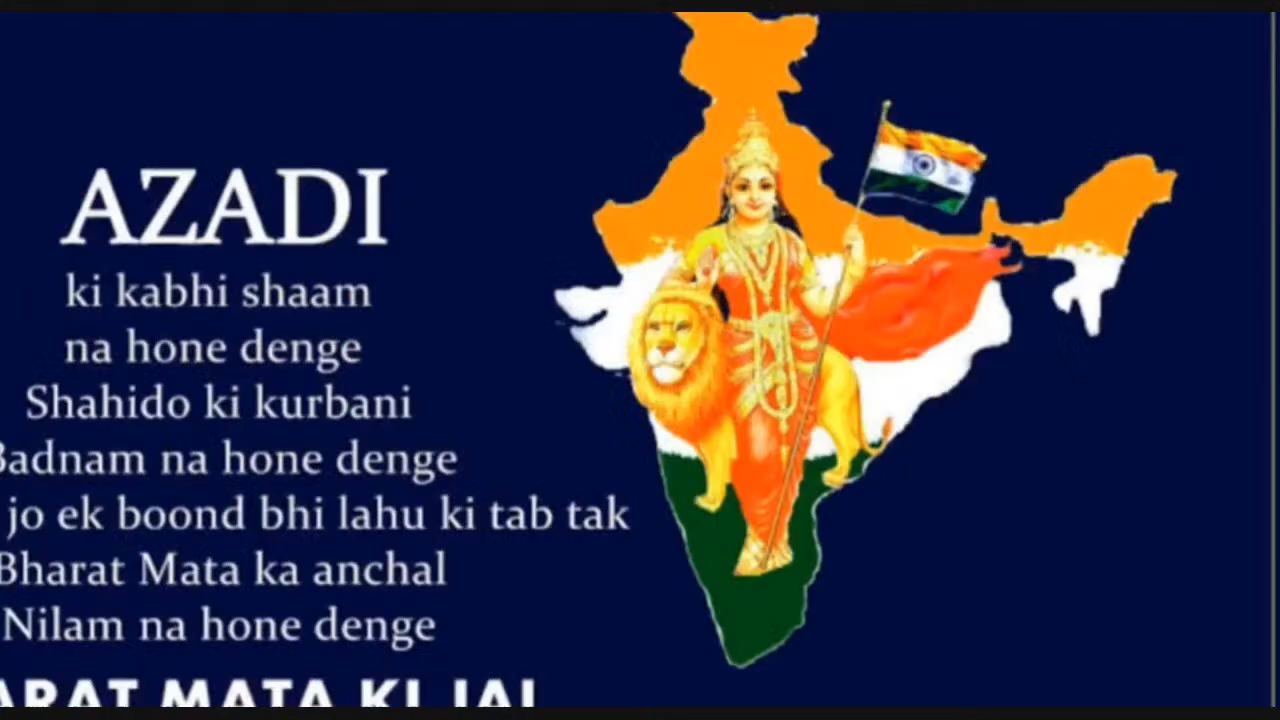 AZADI
ki kabhi shaam
na hone denge
Shahido ki kurbani
Badnam na hone denge
jo ek boond bhi lahu ki tab tak
Bharat Mata ka anchal
Nilam na hone denge
ARAT MATA KI JAI